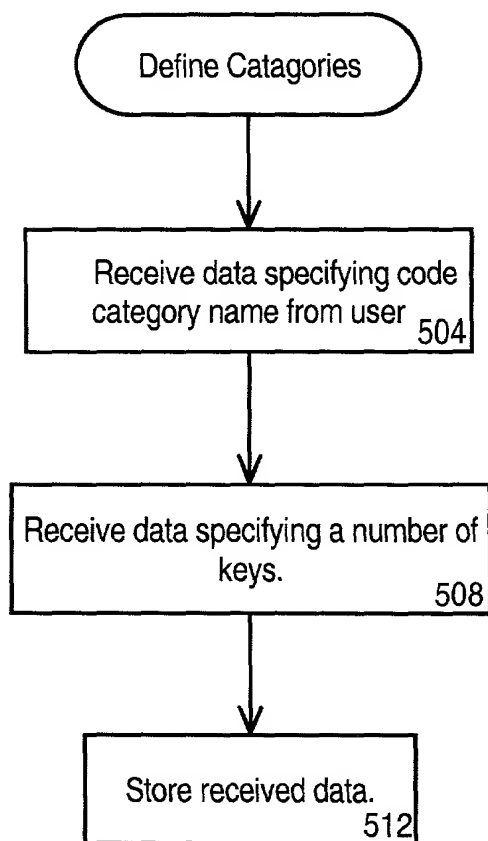 Define Catagories
Receive data specifying code
category name from user
504
Receive data specifying a number of
keys.
508
Store received data.
512